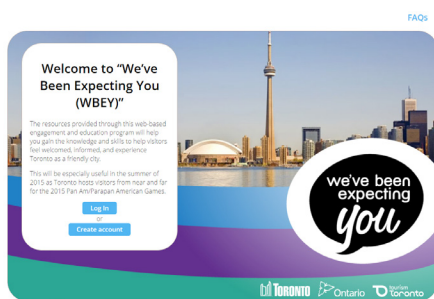 FAQs
Welcome to “We’ve
Been Expecting You
(WBEY)”
The resources provided through this web-based
engagement and education program will help
you gain the knowledge and skills to help visitors
feel welcomed, informed, and experience
Toronto as a friendly city.
This will be especially useful in the summer of
2015 as Toronto hosts visitors from near and far
for the 2015 Pan Am/Parapan American Games.
Log In
or
Create account
we’ve been
expecting
you
TORONTO
Ontario
tourism
toronto